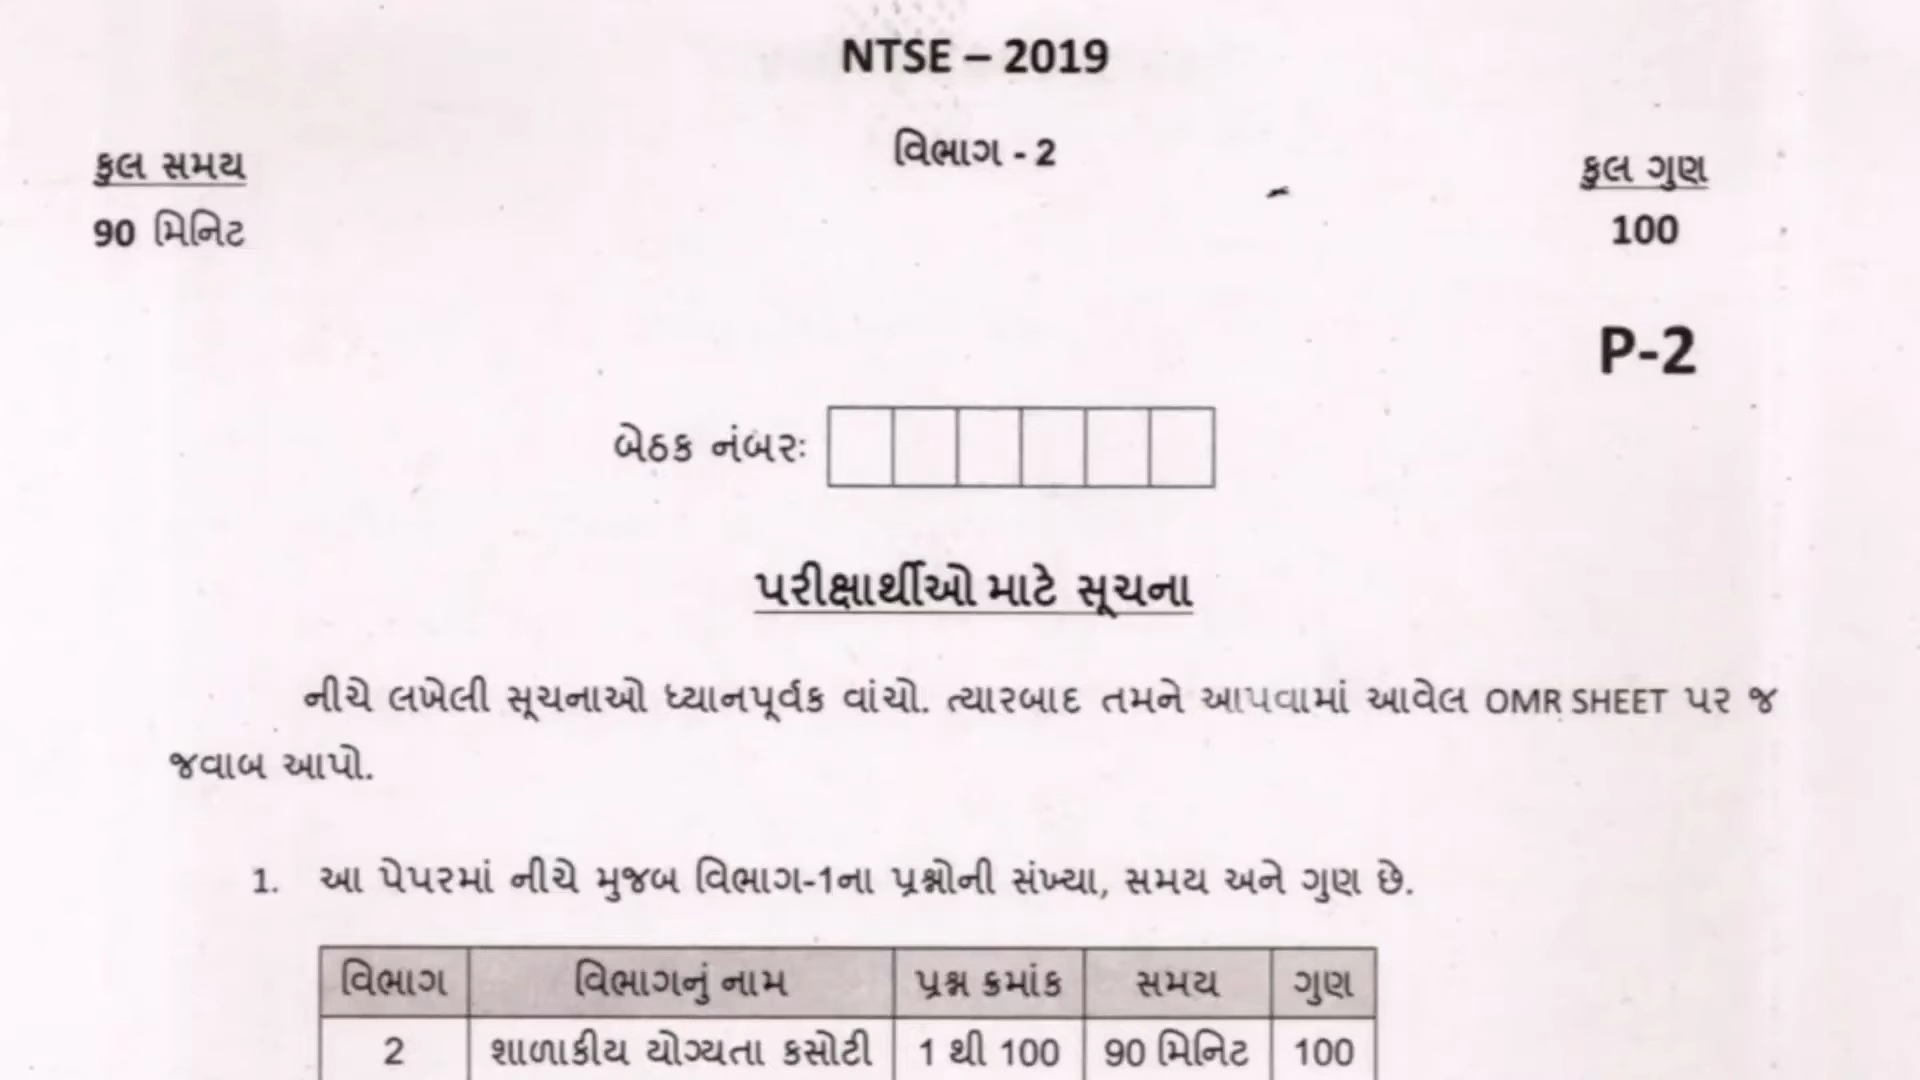 NTSE – 2019
વિભાગ - 2
કુલ સમય
કુલ ગુણ
90 મિનિટ
100
P-2
બેઠક નંબરઃ
પરીક્ષાર્થીઓ માટે સૂચના
નીચે લખેલી સૂચનાઓ ધ્યાનપૂર્વક વાંચો. ત્યારબાદ તમને આપવામાં આવેલ OMR SHEET પર જ
જવાબ આપો.
1. આ પેપરમાં નીચે મુજબ વિભાગ-1ના પ્રશ્નોની સંખ્યા, સમય અને ગુણ છે.
વિભાગ વિભાગનું નામ પ્રશ્ન ક્રમાંક સમય ગુણ
2 શાળાકીય યોગ્યતા કસોટી 1 થી 100 90 મિનિટ 100